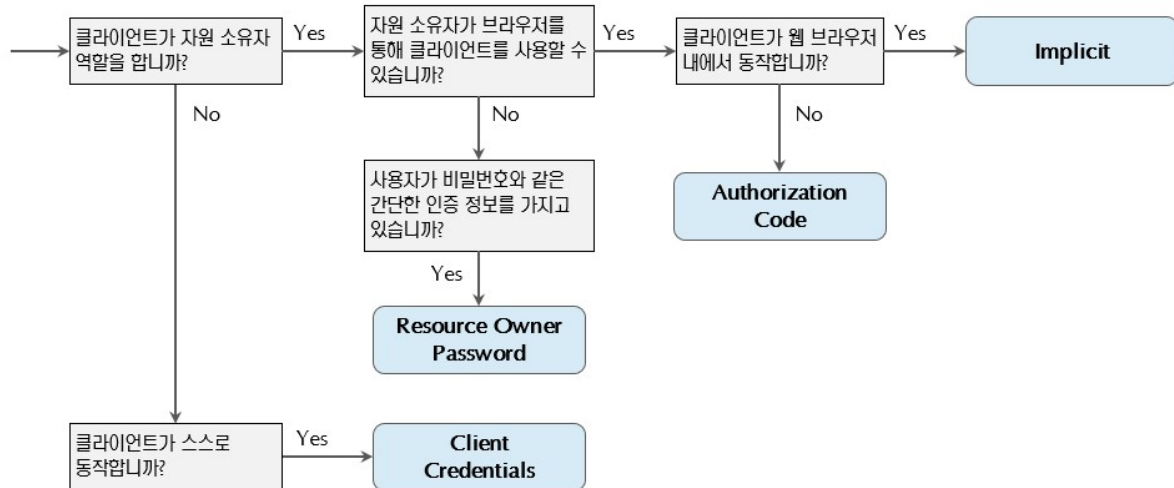 클라이언트가 자원 소유자
역할을 합니까?
Yes
자원 소유자가 브라우저를
통해 클라이언트를 사용할 수
있습니까?
Yes
클라이언트가 웹 브라우저
내에서 동작합니까?
Yes
Implicit
No
No
No
사용자가 비밀번호와 같은
간단한 인증 정보를 가지고
있습니까?
Authorization
Code
Yes
Resource Owner
Password
클라이언트가 스스로
동작합니까?
Yes
Client
Credentials